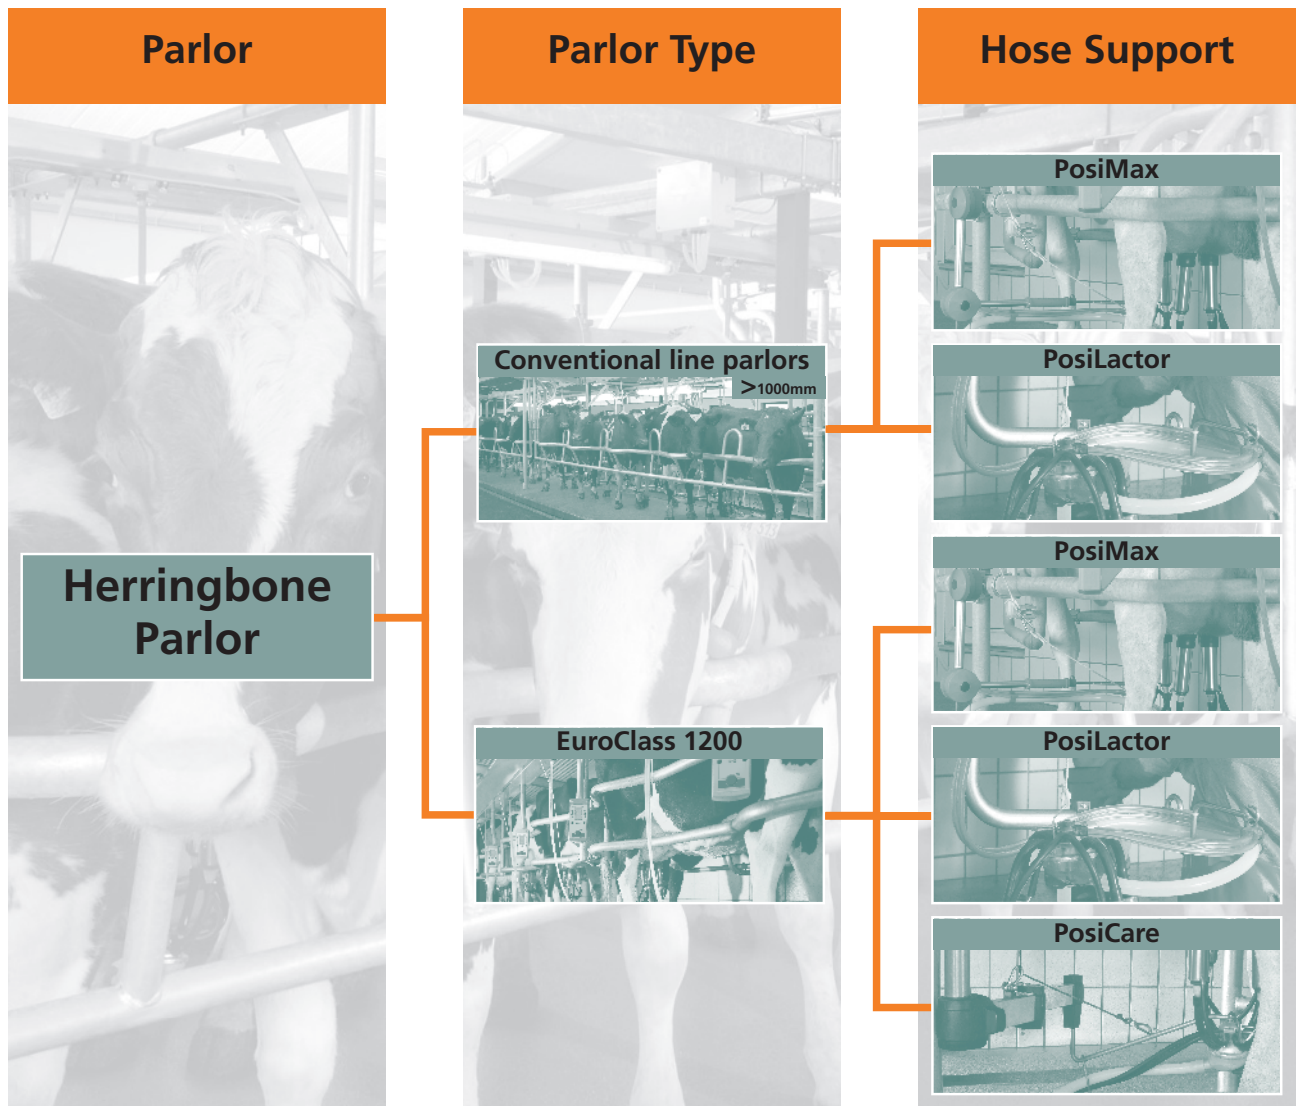 Parlor
Parlor Type
Hose Support
Herringbone
Parlor
Conventional line parlors
>1000mm
EuroClass 1200
PosiMax
PosiLactor
PosiMax
PosiLactor
PosiCare